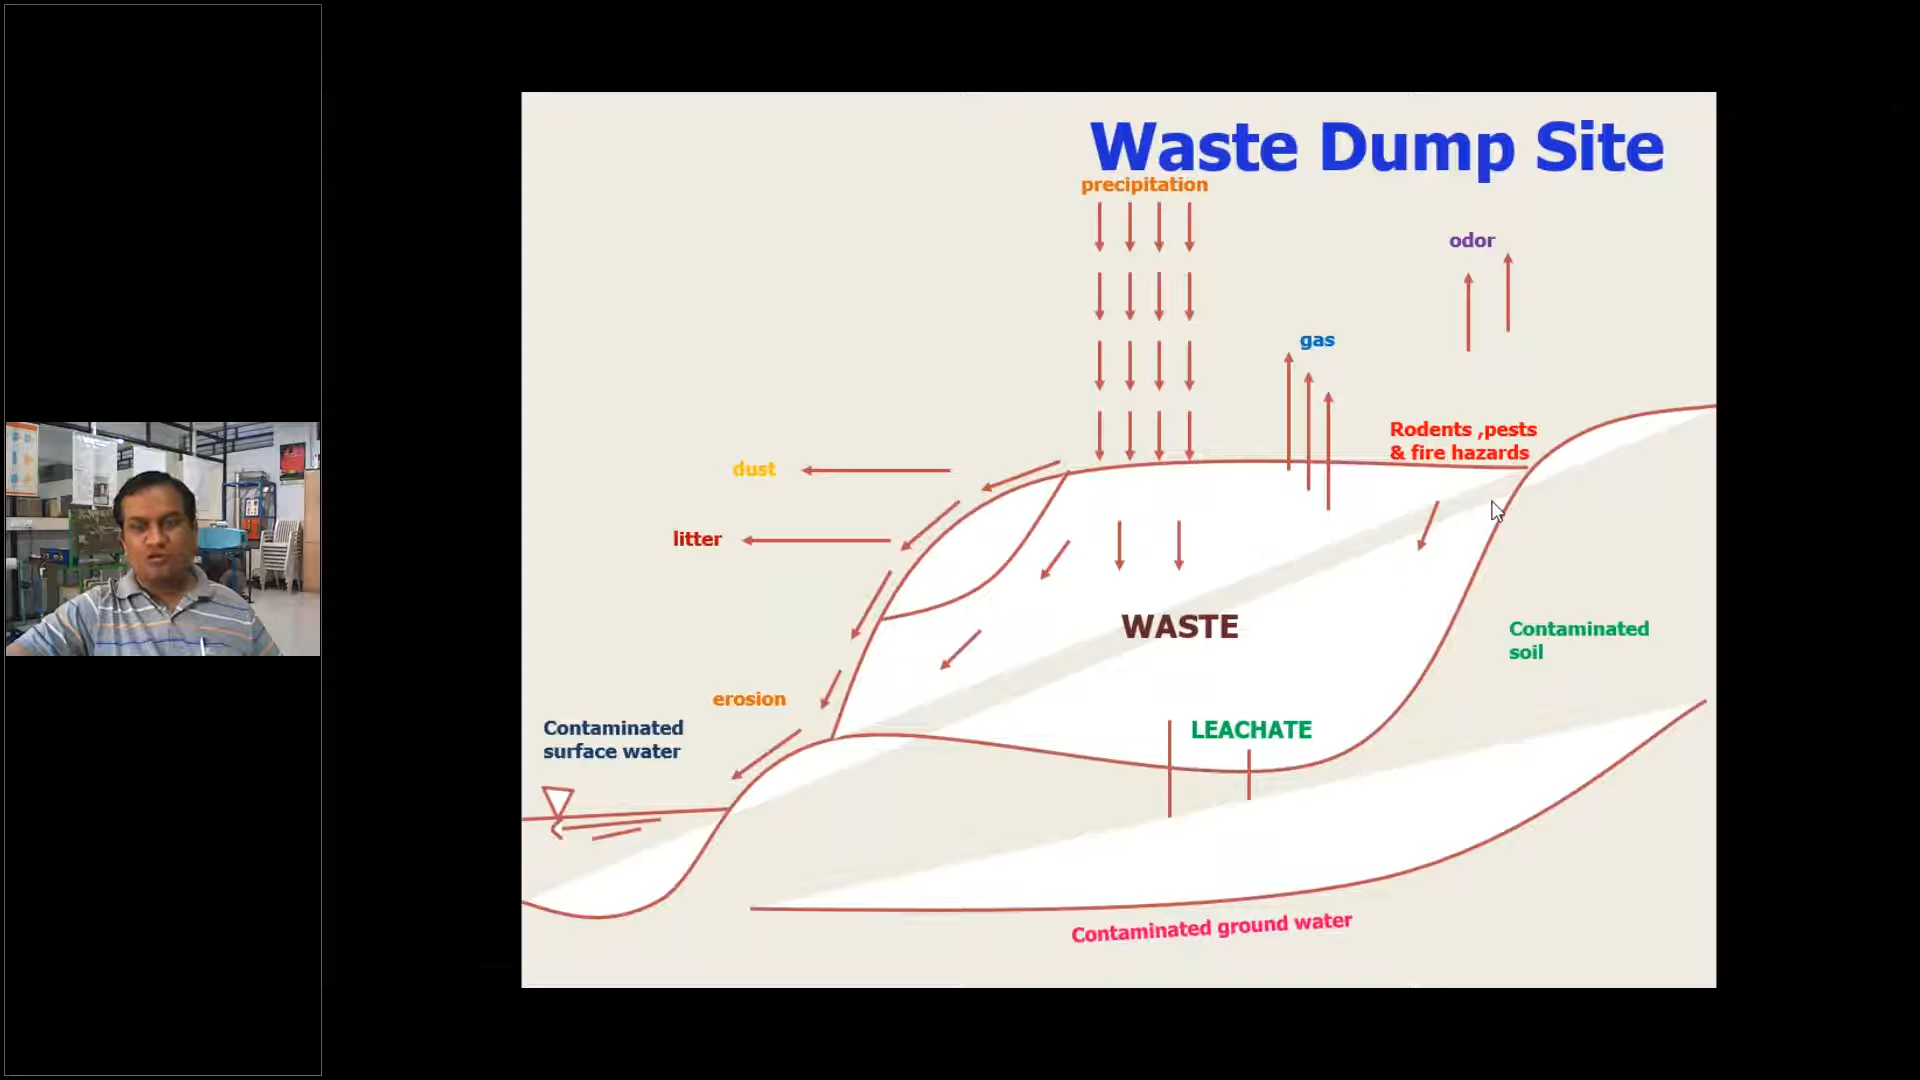 Waste Dump Site
precipitation
odor
gas
Rodents ,pests
& fire hazards
dust
litter
WASTE
Contaminated
soil
erosion
Contaminated
surface water
LEACHATE
Contaminated ground water